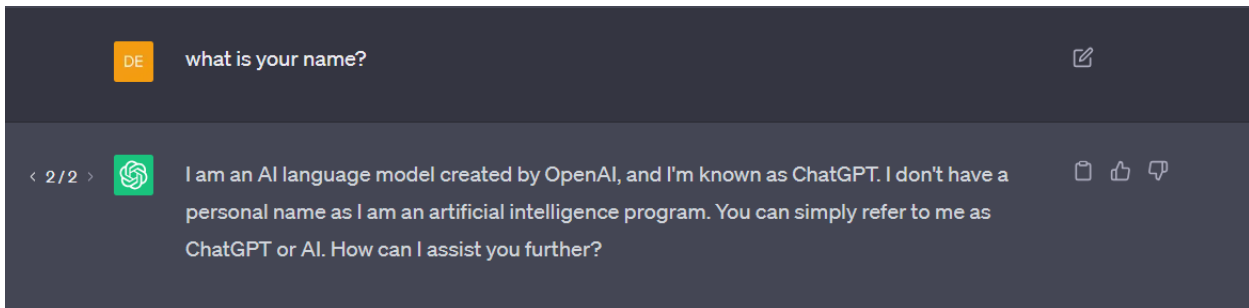 DE
what is your name?
< 2/2 >
I am an AI language model created by OpenAI, and I'm known as ChatGPT. I don't have a
personal name as I am an artificial intelligence program. You can simply refer to me as
ChatGPT or AI. How can I assist you further?